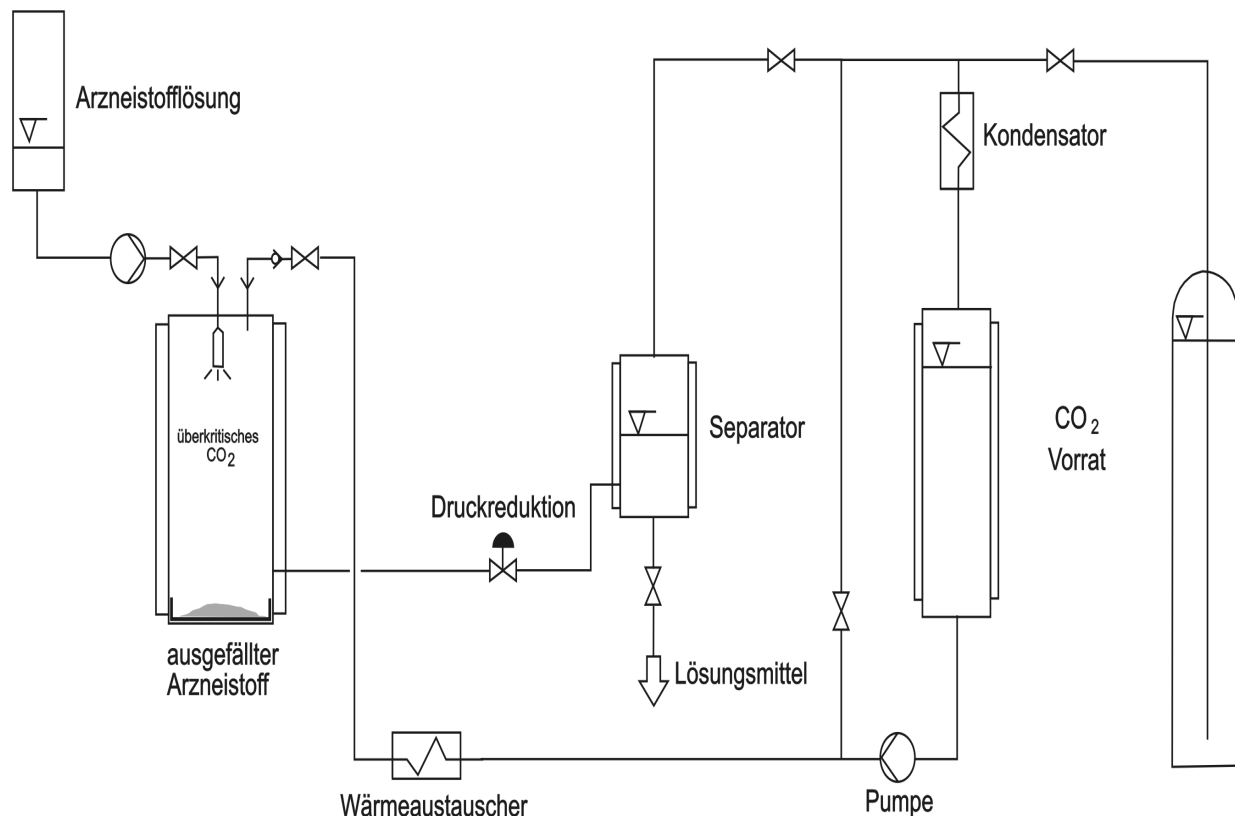 Arzneistofflösung
Kondensator
überkritisches
CO2
Separator
CO2
Vorrat
Druckreduktion
ausgefällter
Arzneistoff
Lösungsmittel
Wärmeaustauscher
Pumpe